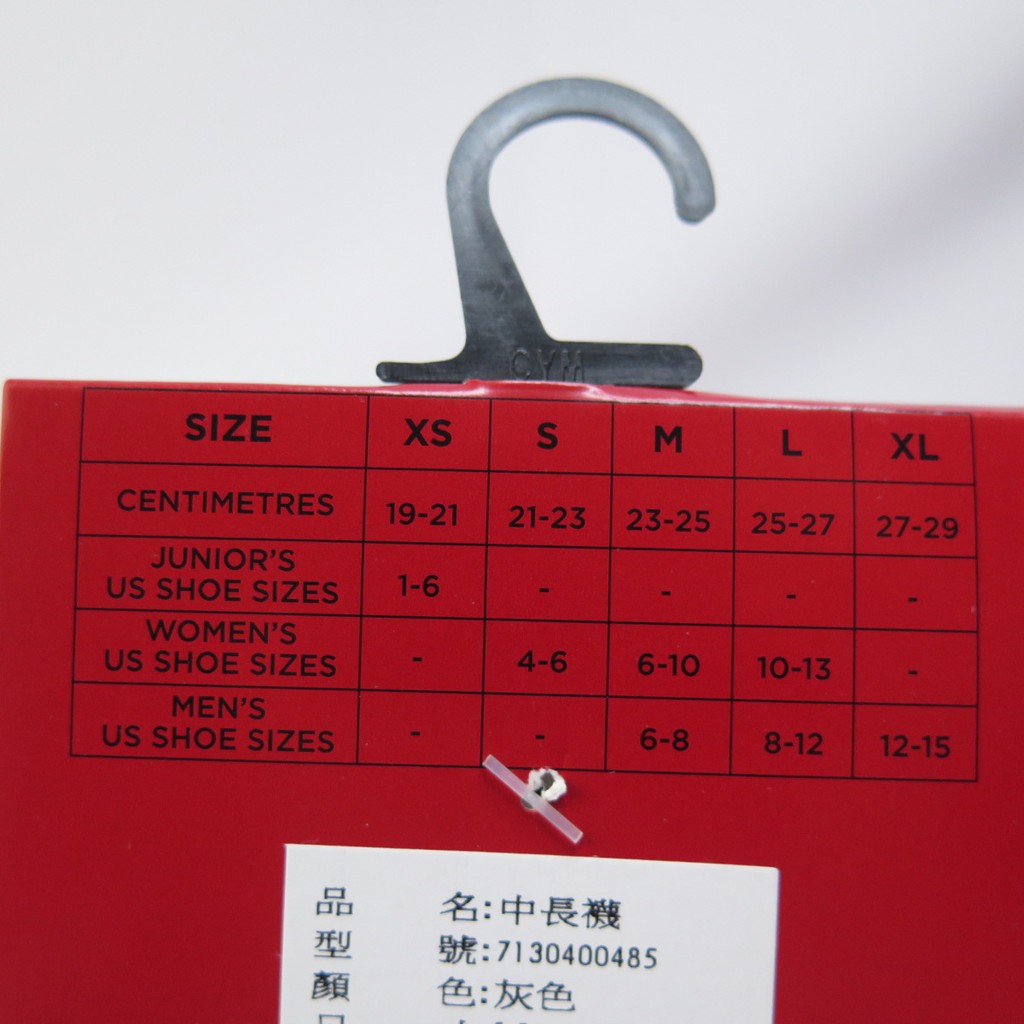 CYM
SIZE XS S M L XL
CENTIMETRES 19-21 21-23 23-25 25-27 27-29
JUNIOR'S
US SHOE SIZES 1-6 - - - -
WOMEN'S
US SHOE SIZES - 4-6 6-10 10-13 -
MEN'S
US SHOE SIZES - - 6-8 8-12 12-15
品 名:中長襪
型 號:7130400485
顏 色:灰色